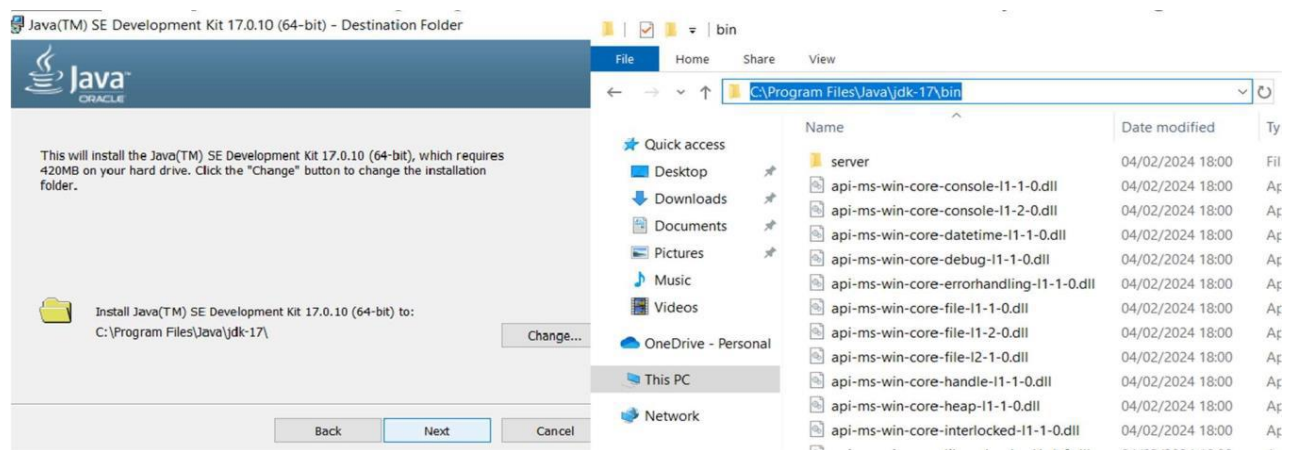 Java(TM) SE Development Kit 17.0.10 (64-bit) - Destination Folder
Java™
ORACLE
This will install the Java(TM) SE Development Kit 17.0.10 (64-bit), which requires
420MB on your hard drive. Click the "Change" button to change the installation
folder.
Install Java(TM) SE Development Kit 17.0.10 (64-bit) to:
C:\Program Files\Java\jdk-17\
Change...
Back Next Cancel
bin
File Home Share View
C:\Program Files\Java\jdk-17\bin
Quick access
Desktop
Downloads
Documents
Pictures
Music
Videos
OneDrive - Personal
This PC
Network
Name Date modified Ty
server 04/02/2024 18:00 Fil
api-ms-win-core-console-l1-1-0.dll 04/02/2024 18:00 Ap
api-ms-win-core-console-l1-2-0.dll 04/02/2024 18:00 Ap
api-ms-win-core-datetime-l1-1-0.dll 04/02/2024 18:00 Ap
api-ms-win-core-debug-l1-1-0.dll 04/02/2024 18:00 Ap
api-ms-win-core-errorhandling-l1-1-0.dll 04/02/2024 18:00 Ap
api-ms-win-core-file-l1-1-0.dll 04/02/2024 18:00 Ap
api-ms-win-core-file-l1-2-0.dll 04/02/2024 18:00 Ap
api-ms-win-core-file-l2-1-0.dll 04/02/2024 18:00 Ap
api-ms-win-core-handle-l1-1-0.dll 04/02/2024 18:00 Ap
api-ms-win-core-heap-l1-1-0.dll 04/02/2024 18:00 Ap
api-ms-win-core-interlocked-l1-1-0.dll 04/02/2024 18:00 Ap